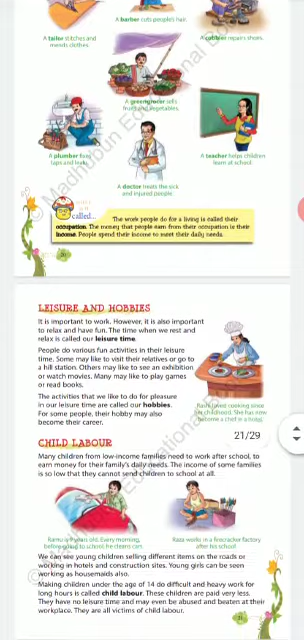 A barber cuts people's hair.
A tailor stitches and
mends clothes.
A cobbler repairs shoes.
A greengrocer sells
fruits and vegetables.
A plumber fixes
taps and leaks.
A teacher helps children
learn at school.
A doctor treats the sick
and injured people.
called...
The work people do for a living is called their
occupation. The money that people earn from their occupation is their
income. People spend their income to meet their daily needs.
LEISURE AND HOBBIES
It is important to work. However, it is also important
to relax and have fun. The time when we rest and
relax is called our leisure time.
People do various fun activities in their leisure
time. Some may like to visit their relatives or go to
a hill station. Others may like to see an exhibition
or watch movies. Many may like to play games
or read books.
The activities that we like to do for pleasure
in our leisure time are called our hobbies.
For some people, their hobby may also
become their career.
loved cooking since
her childhood. She has now
become a chef in a
21/29
CHILD LABOUR
Many children from low-income families need to work after school, to
earn money for their family's daily needs. The income of some families
is so low that they cannot send children to school at all.
Ramu is years old. Every morning,
before going to school he cleans cars.
Raza works in a firecracker factory
after his school
We can see young children selling different items on the roads or
working in hotels and construction sites. Young girls can be seen
working as housemaids also.
Making children under the age of 14 do difficult and heavy work for
long hours is called child labour. These children are paid very less.
They have no leisure time and may even be abused and beaten at their
workplace. They are all victims of child labour.
© Madhubun Educational